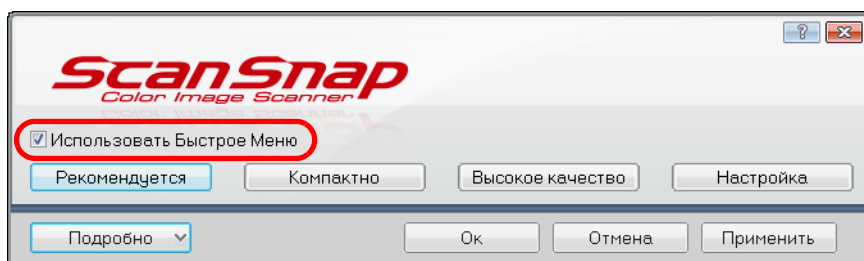 ?
ScanSnap
Color Image Scanner
Использовать Быстрое Меню
Рекомендуется Компактно Высокое качество Настройка
Подробно Ок Отмена Применить